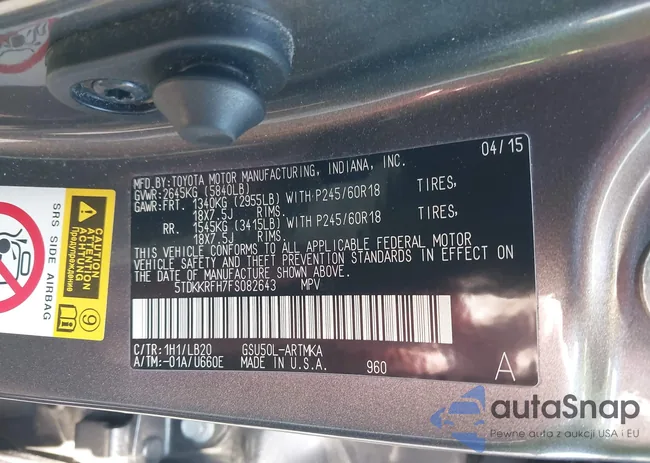 04/15
MFD.BY:TOYOTA MOTOR MANUFACTURING, INDIANA, INC.
GVWR:2645KG (5840LB)
GAWR:FRT. 1340KG (2955LB) WITH-P245/60R18 TIRES,
18X7.5J RIMS.
RR. 1545KG (3415LB) WITH P245/60R18 TIRES,
18X7.5J RIMS.
THIS VEHICLE CONFORMS TO ALL APPLICABLE FEDERAL MOTOR
VEHICLE SAFETY AND THEFT PREVENTION STANDARDS IN EFFECT ON
THE DATE OF MANUFACTURE SHOWN ABOVE.
5TDKKRFH7FS082643 MPV
C/TR:1H1/LB20 GSU50L-ARTMKA
A/TM:-01A/U660E MADE IN U.S.A. 960 A
SRS SIDE AIRBAG
CAUTION
ATTENTION
ACHTUNG
Предупреждение
9
autaSnap
Pewne auta z aukcji USA i EU